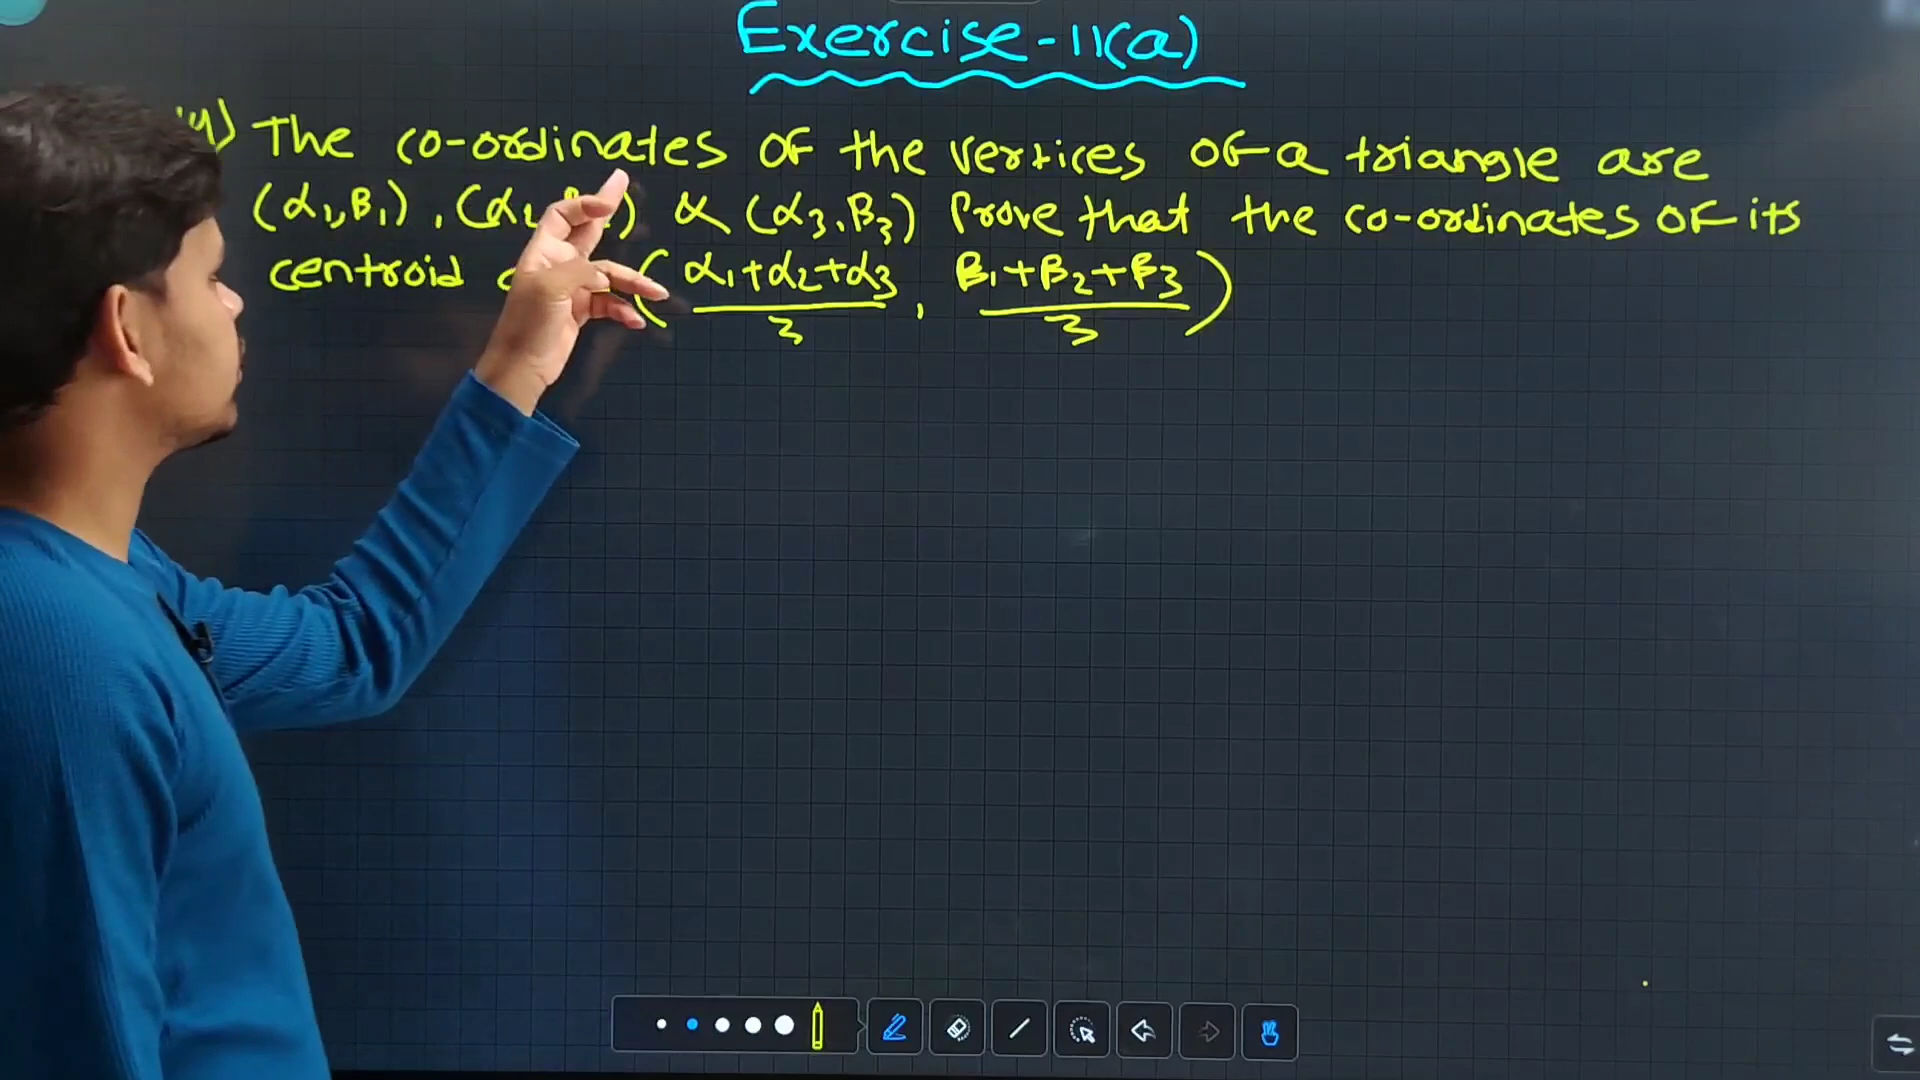 Exercise-11(a)
The co-ordinates of the vertices of a triangle are
(α₁,β₁), (α₂, ) & (α₃,β₃) Prove that the co-ordinates of its
centroid (α₁+α₂+α₃/3, β₁+β₂+β₃/3)